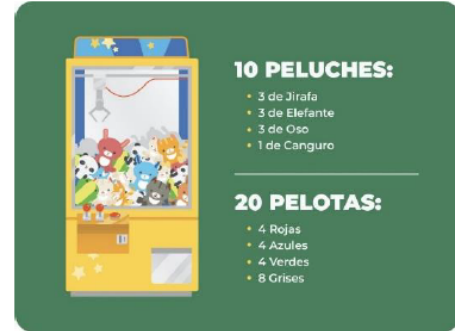 10 PELUCHES:
• 3 de Jirafa
• 3 de Elefante
• 3 de Oso
• 1 de Canguro
20 PELOTAS:
• 4 Rojas
• 4 Azules
• 4 Verdes
• 8 Grises